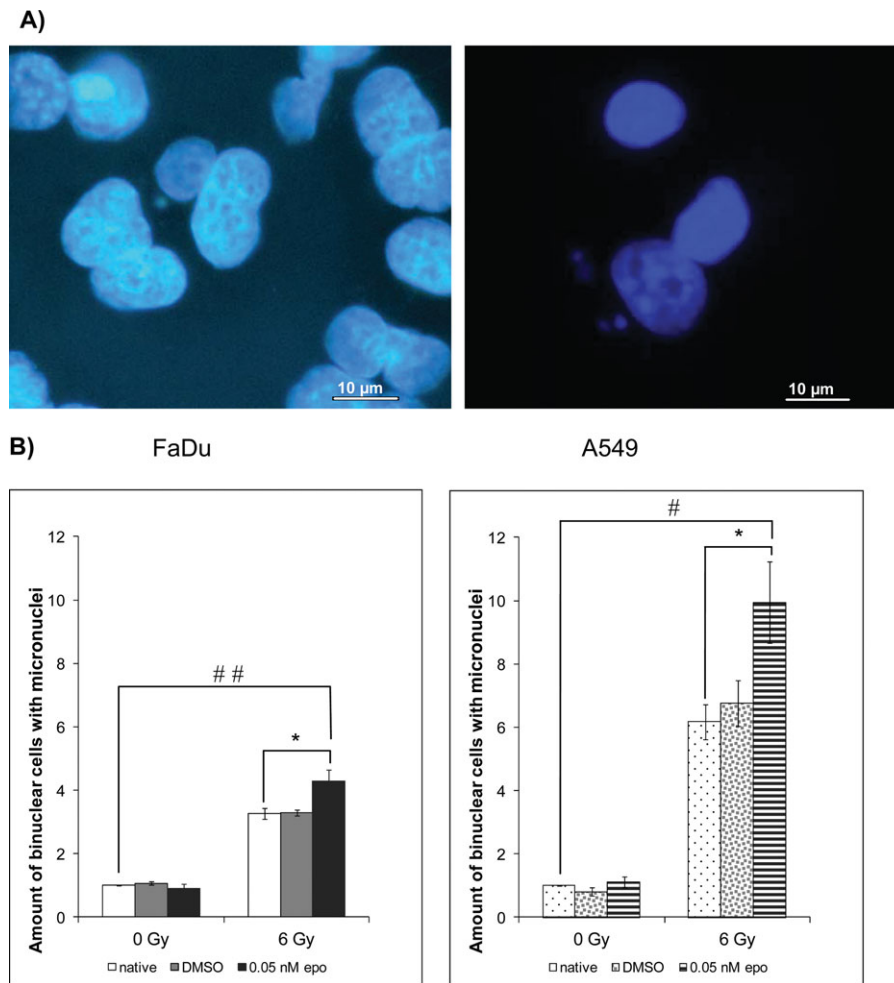 A)
10 µm
10 µm
B)
FaDu
A549
Amount of binuclear cells with micronuclei
12
10
8
6
4
2
0
# #
*
0 Gy
6 Gy
native
DMSO
0.05 nM epo
Amount of binuclear cells with micronuclei
12
10
8
6
4
2
0
#
*
0 Gy
6 Gy
native
DMSO
0.05 nM epo